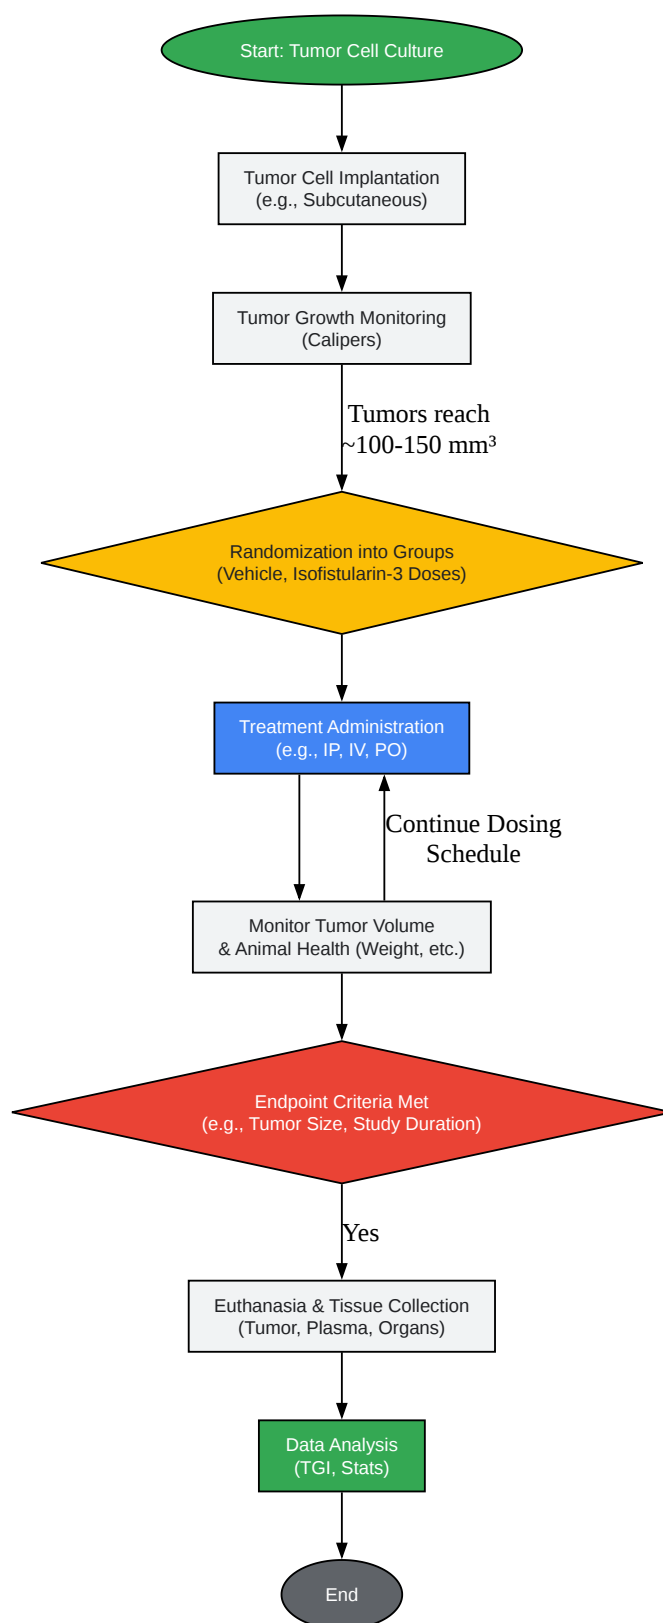 Start: Tumor Cell Culture
Tumor Cell Implantation
(e.g., Subcutaneous)
Tumor Growth Monitoring
(Calipers)
Tumors reach
~100-150 mm³
Randomization into Groups
(Vehicle, Isofistularin-3 Doses)
Treatment Administration
(e.g., IP, IV, PO)
Continue Dosing
Schedule
Monitor Tumor Volume
& Animal Health (Weight, etc.)
Endpoint Criteria Met
(e.g., Tumor Size, Study Duration)
Yes
Euthanasia & Tissue Collection
(Tumor, Plasma, Organs)
Data Analysis
(TGI, Stats)
End